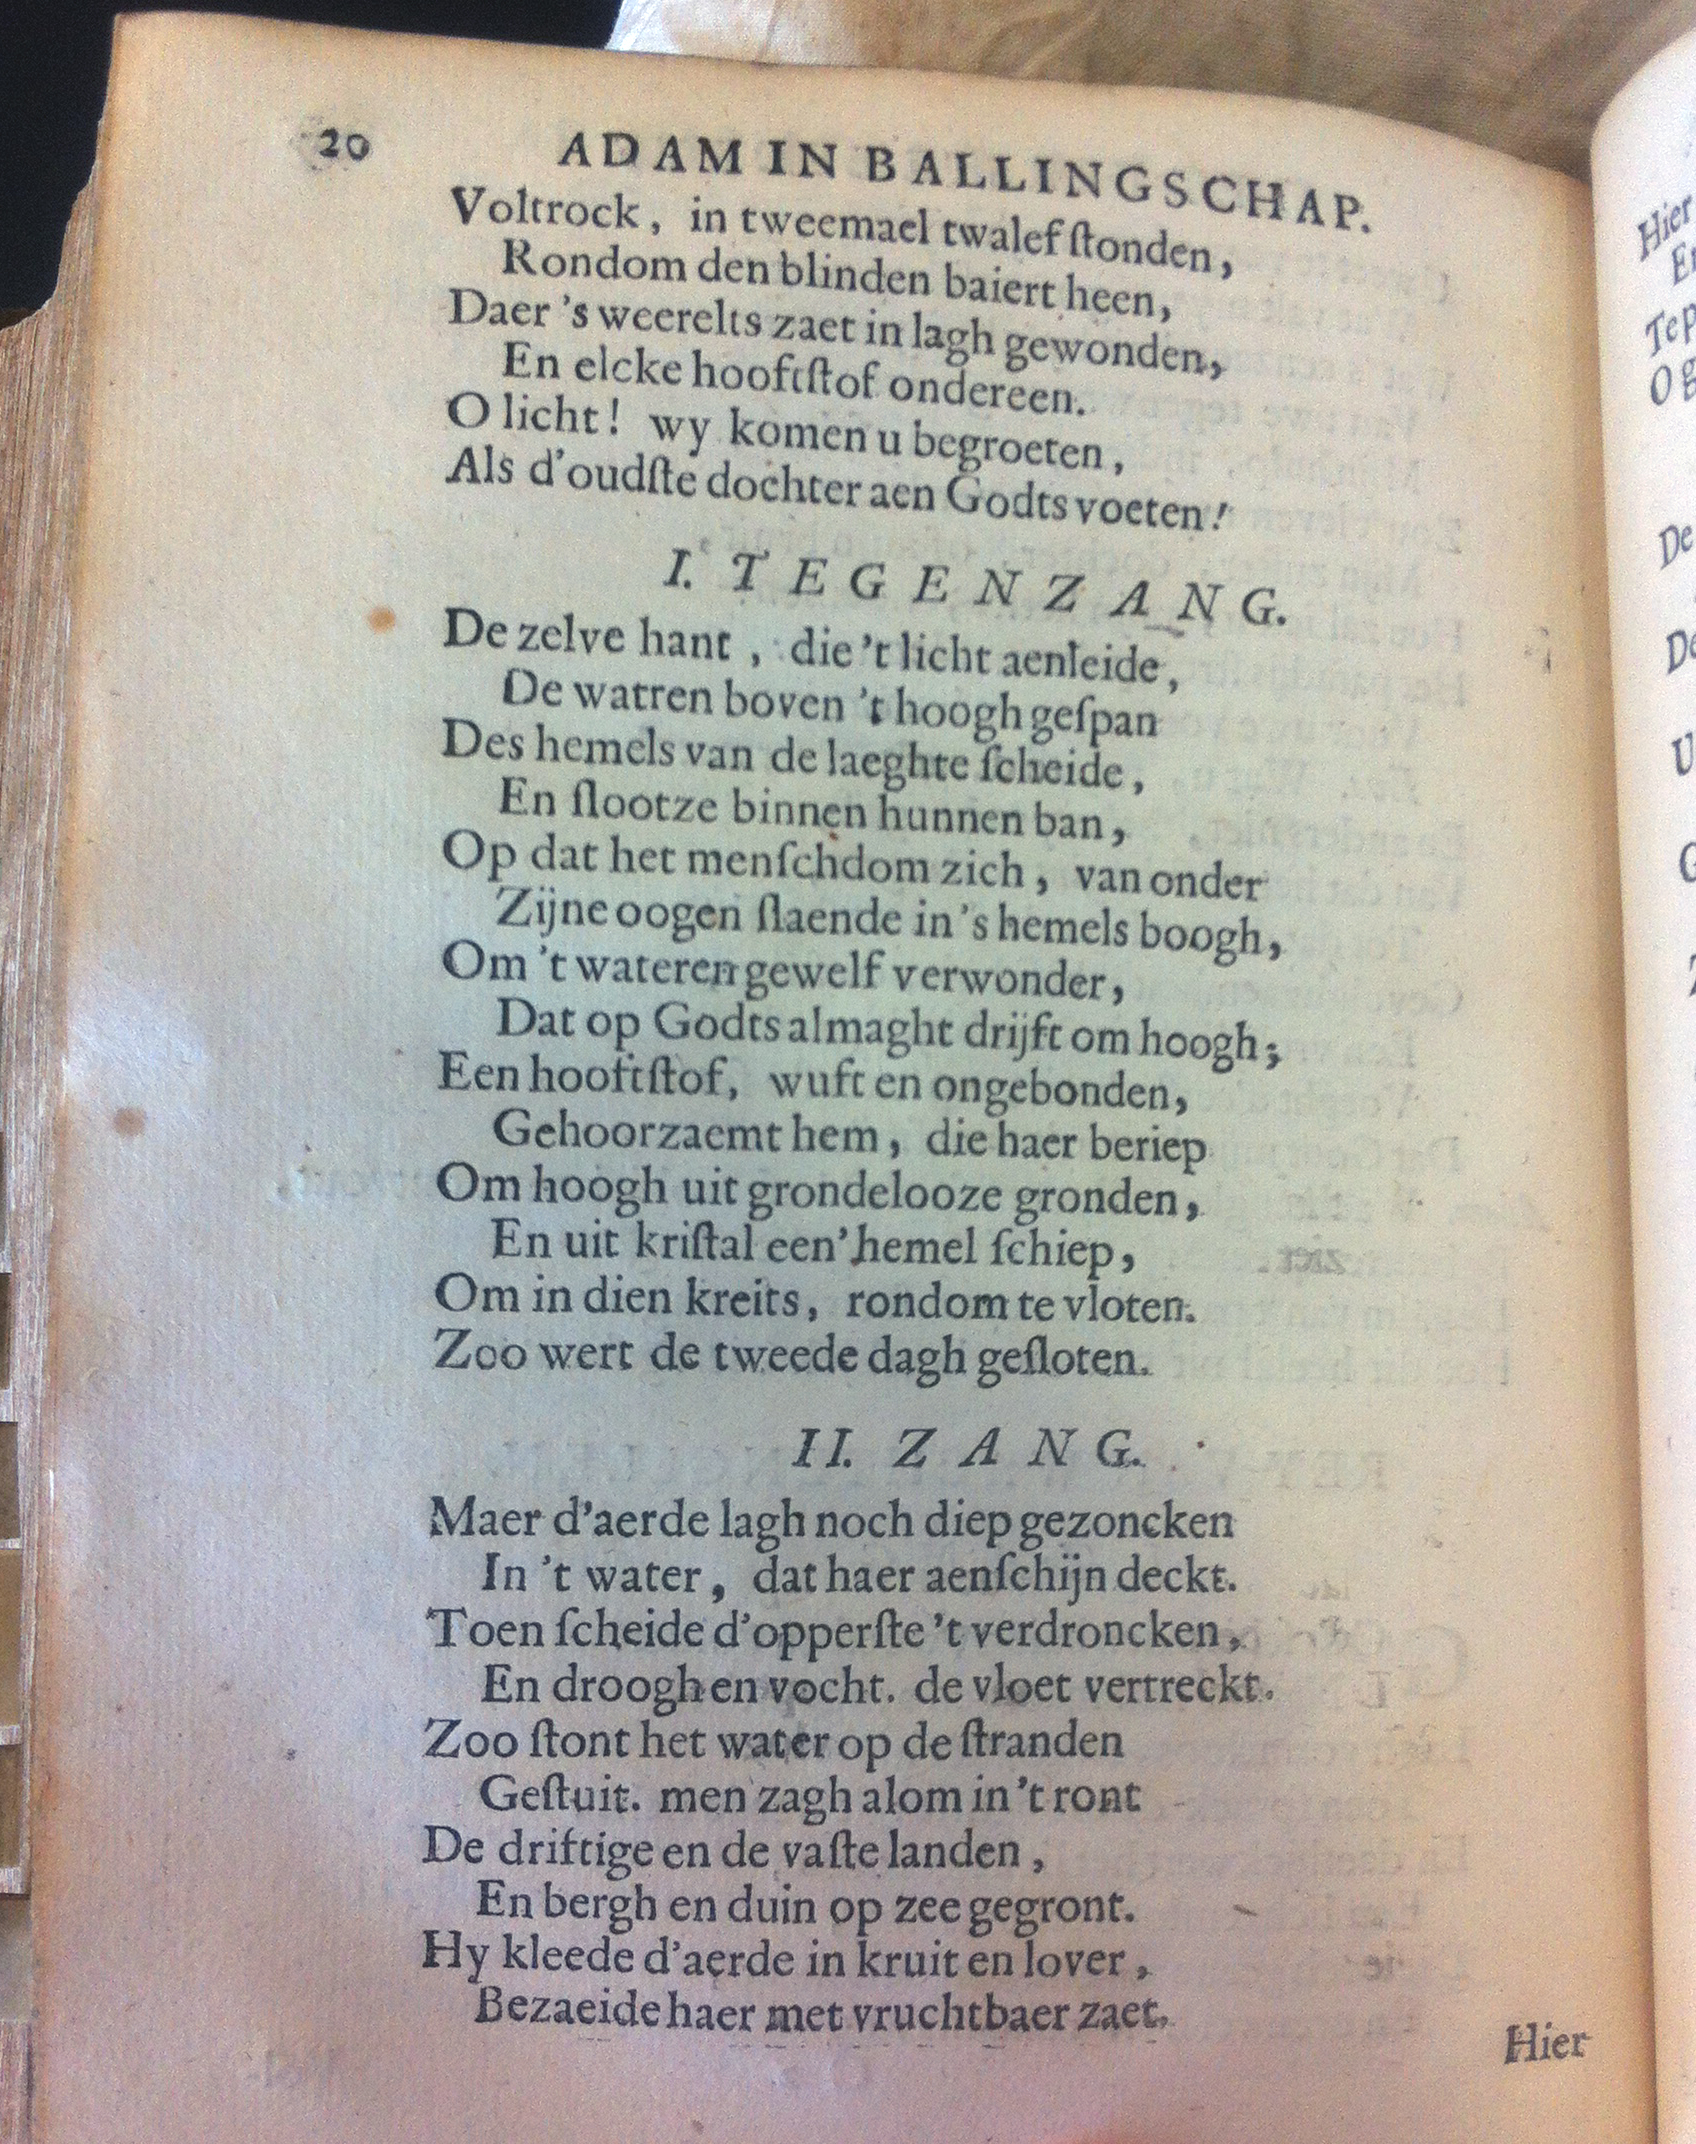 20 ADAM IN BALLINGSCHAP.
Voltrock, in tweemael twalef ſtonden,
Rondom den blinden baiert heen,
Daer 's weerelts zaet in lagh gewonden,
En elcke hooftſtof ondereen.
O licht! wy komen u begroeten,
Als d'oudſte dochter aen Godts voeten!
I. TEGENZANG.
De zelve hant, die 't licht aenleide,
De watren boven 't hoogh geſpan
Des hemels van de laeghte ſcheide,
En ſloot ze binnen hunnen ban,
Op dat het menſchdom zich, van onder
Zijne oogen ſlaende in 's hemels boogh,
Om 't wateren gewelf verwonder,
Dat op Godts almaght drijft om hoogh;
Een hooftſtof, wuft en ongebonden,
Gehoorzaemt hem, die haer beriep
Om hoogh uit grondelooze gronden,
En uit kriſtal een' hemel ſchiep,
Om in dien kreits, rondom te vloten.
Zoo wert de tweede dagh geſloten.
II. ZANG.
Maer d'aerde lagh noch diep gezoncken
In 't water, dat haer aenſchijn deckt.
Toen ſcheide d'opperſte 't verdroncken,
En droogh en vocht. de vloet vertreckt.
Zoo ſtont het water op de ſtranden
Geſtuit. men zagh alom in 't ront
De driftige en de vaſte landen,
En bergh en duin op zee gegront.
Hy kleede d'aerde in kruit en lover,
Bezaeide haer met vruchtbaer zaet.
Hier